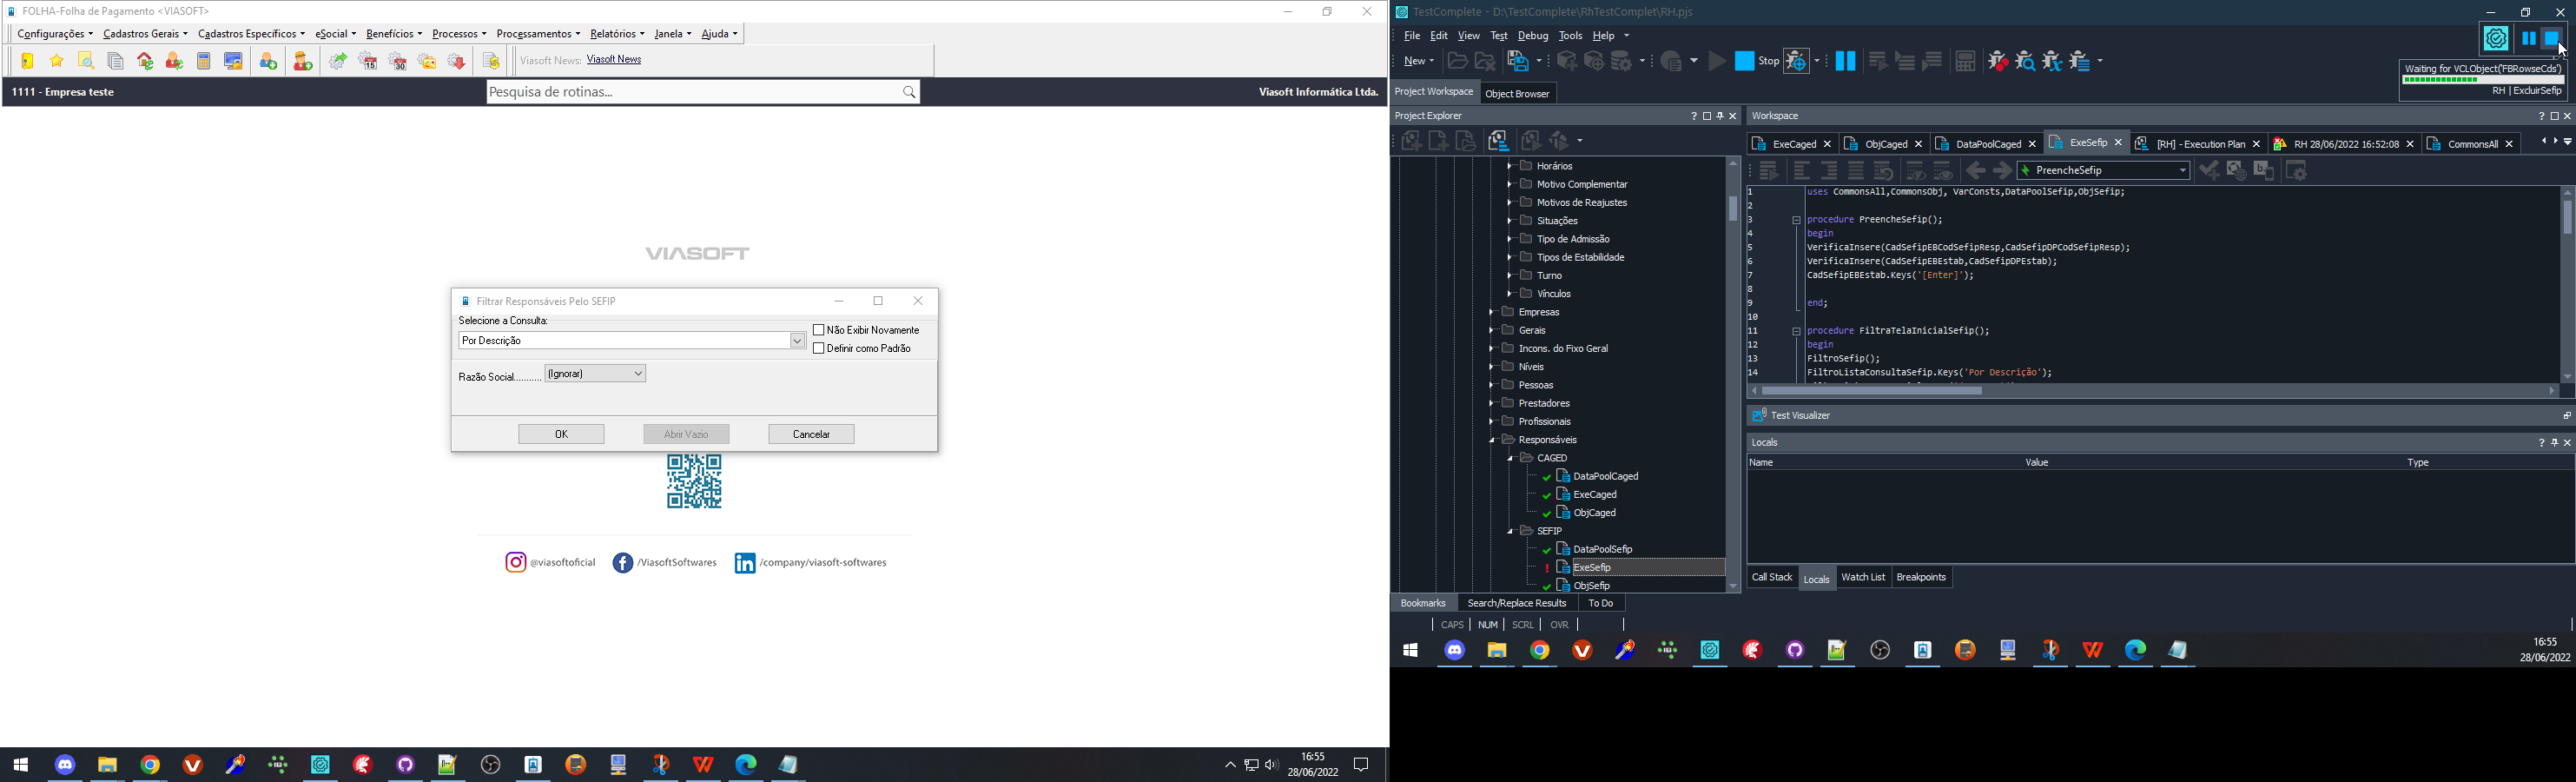 FOLHA-Folha de Pagamento <VIASOFT>
Configurações Cadastros Gerais Cadastros Específicos eSocial Benefícios Processos Processamentos Relatórios Janela Ajuda
15 30
Viasoft News: Viasoft News
1111 - Empresa teste
Pesquisa de rotinas...
Viasoft Informática Ltda.
VIASOFT
Filtrar Responsáveis Pelo SEFIP
Selecione a Consulta:
Por Descrição
Não Exibir Novamente
Definir como Padrão
Razão Social........... (Ignorar)
OK Abrir Vazio Cancelar
@viasoftoficial /ViasoftSoftwares /company/viasoft-softwares
16:55
28/06/2022
TestComplete - D:\TestComplete\RhTestComplet\RH.pjs
File Edit View Test Debug Tools Help
New Stop
Waiting for VCLObject('FBRowseCds')
RH | ExcluirSefip
Project Workspace Object Browser
Project Explorer
Horários
Motivo Complementar
Motivos de Reajustes
Situações
Tipo de Admissão
Tipos de Estabilidade
Turno
Vínculos
Empresas
Gerais
Incons. do Fixo Geral
Níveis
Pessoas
Prestadores
Profissionais
Responsáveis
CAGED
DataPoolCaged
ExeCaged
ObjCaged
SEFIP
DataPoolSefip
ExeSefip
ObjSefip
Bookmarks Search/Replace Results To Do
CAPS NUM SCRL OVR
Workspace
ExeCaged ObjCaged DataPoolCaged ExeSefip [RH] - Execution Plan RH 28/06/2022 16:52:08 CommonsAll
PreencheSefip
1 uses CommonsAll,CommonsObj, VarConsts,DataPoolSefip,ObjSefip;
2
3 procedure PreencheSefip();
4 begin
5 VerificaInsere(CadSefipEBCodSefipResp,CadSefipDPCodSefipResp);
6 VerificaInsere(CadSefipEBEstab,CadSefipDPEstab);
7 CadSefipEBEstab.Keys('[Enter]');
8
9 end;
10
11 procedure FiltraTelaInicialSefip();
12 begin
13 FiltroSefip();
14 FiltroListaConsultaSefip.Keys('Por Descrição');
Test Visualizer
Locals
Name Value Type
Call Stack Locals Watch List Breakpoints
16:55
28/06/2022